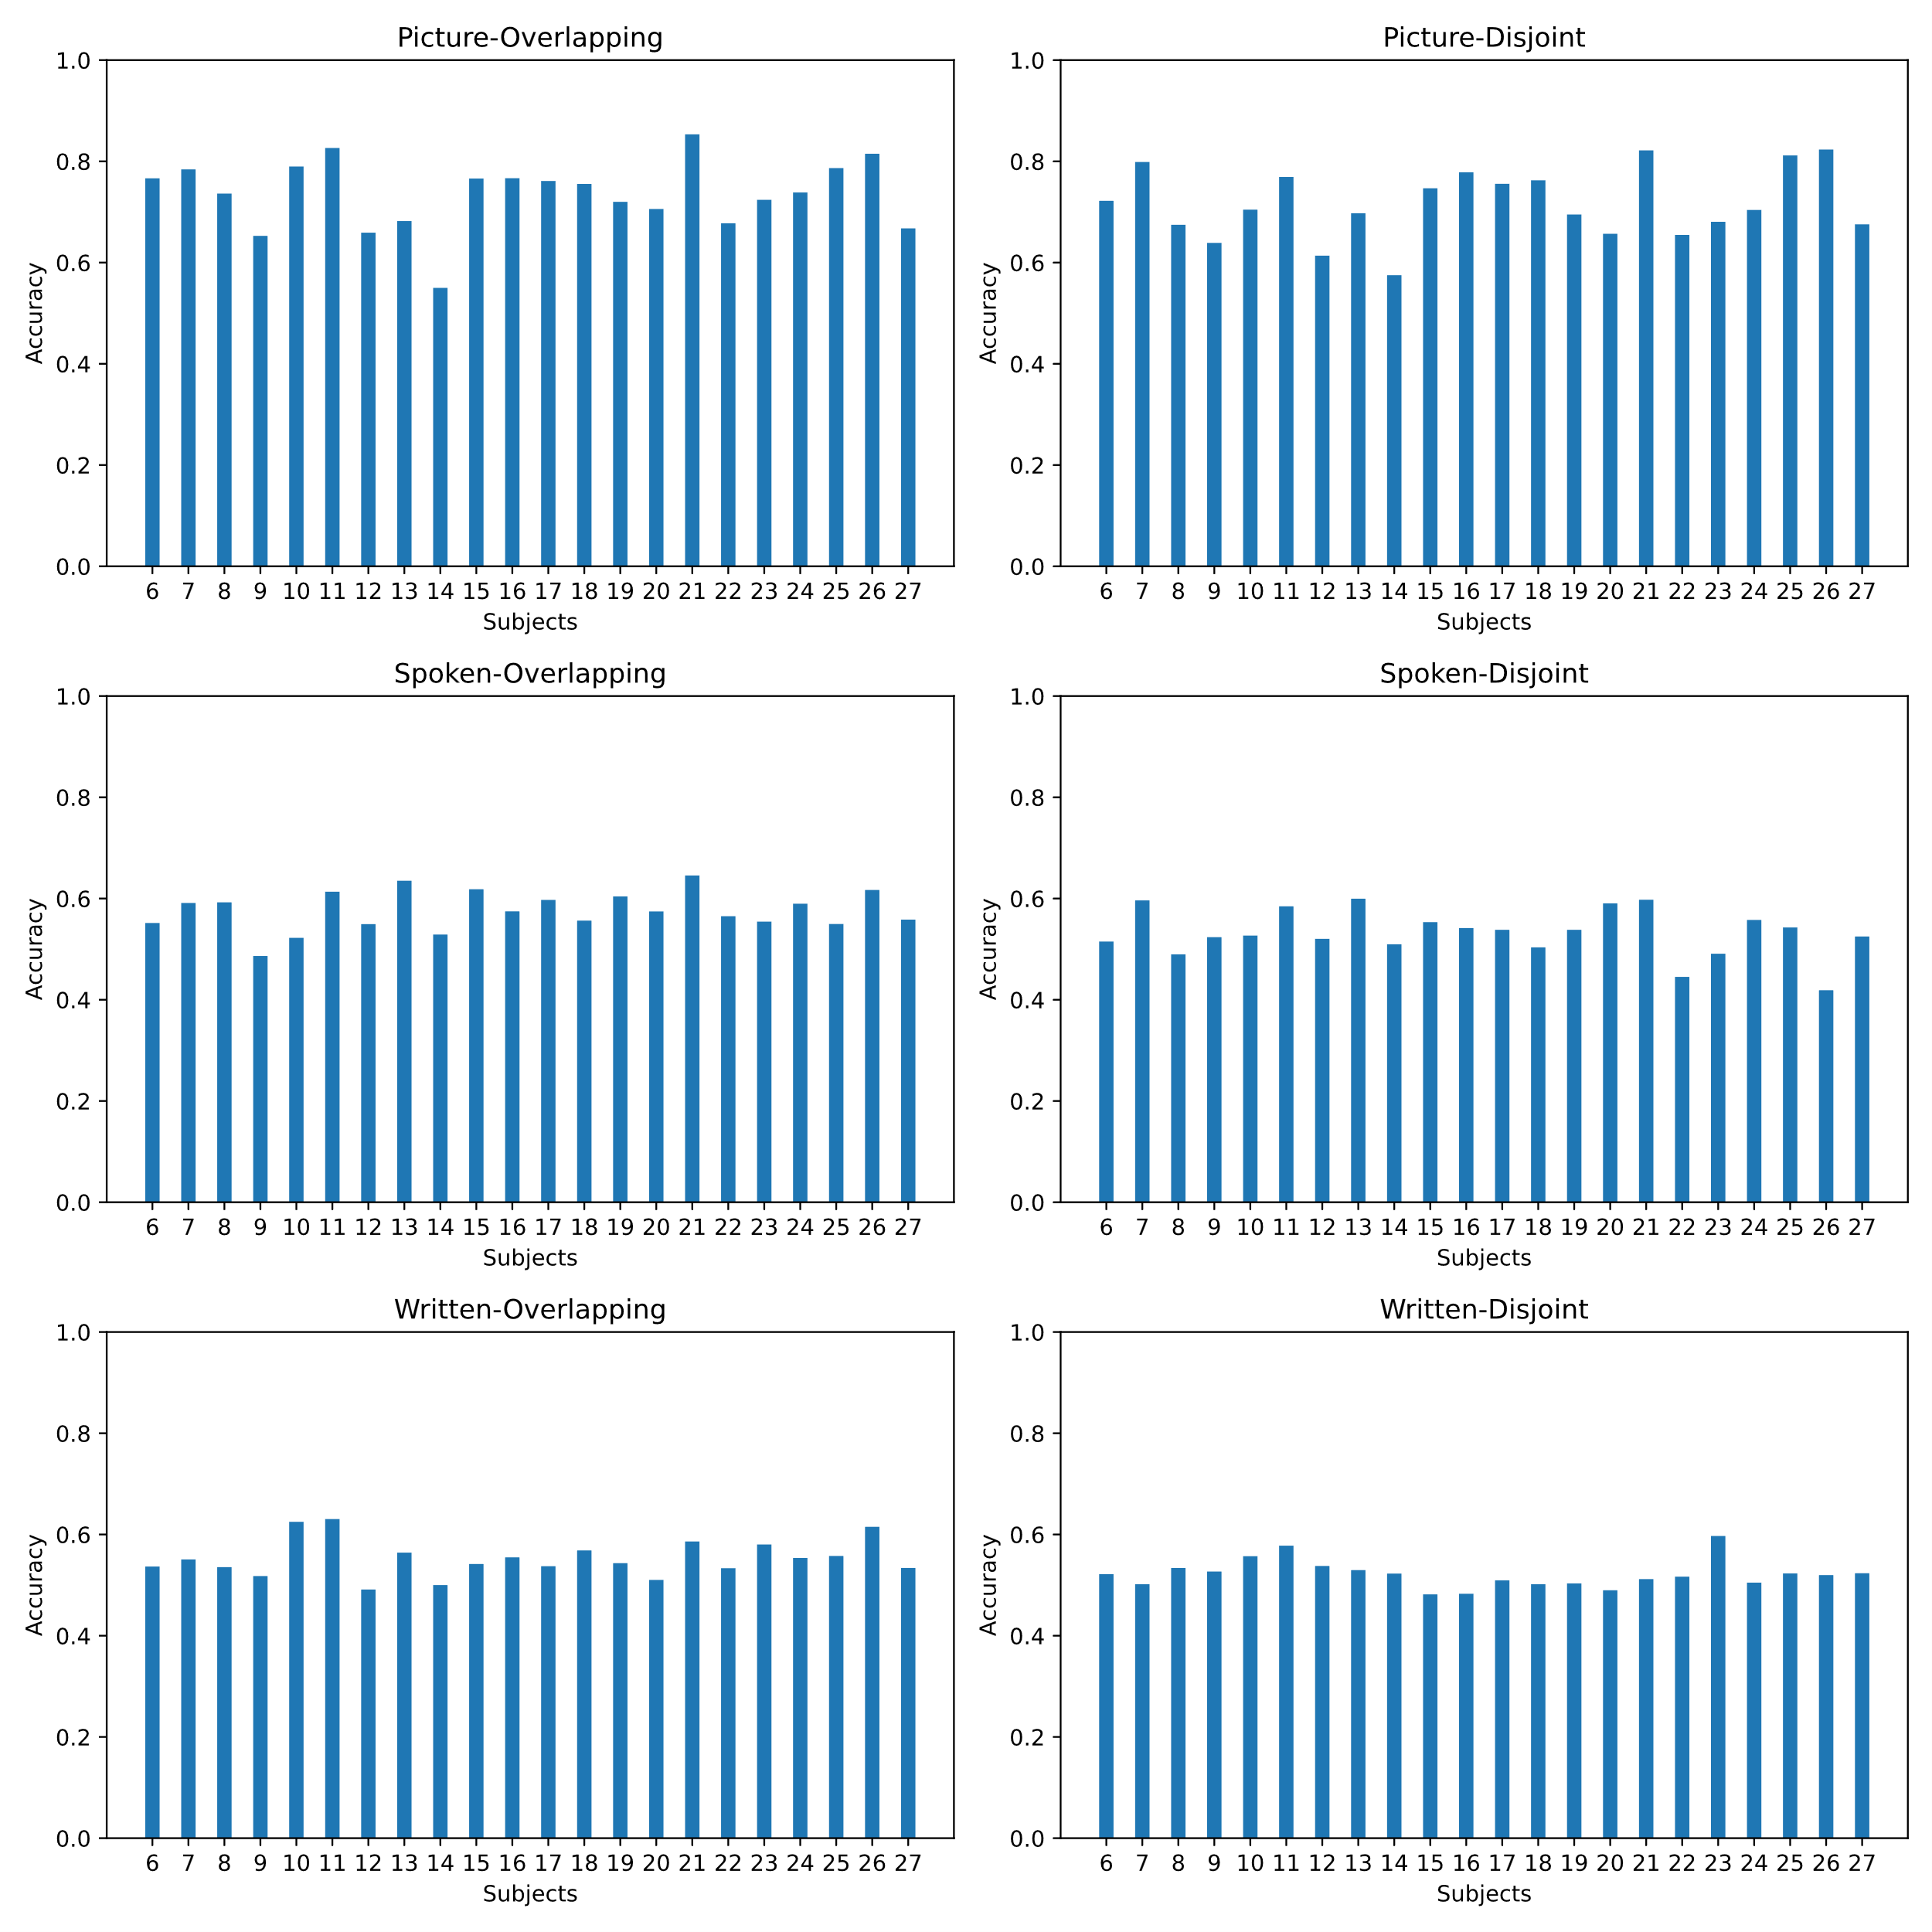 Picture-Overlapping
1.0
0.8
0.6
0.4
0.2
0.0
Accuracy
6 7 8 9 10 11 12 13 14 15 16 17 18 19 20 21 22 23 24 25 26 27
Subjects
Picture-Disjoint
1.0
0.8
0.6
0.4
0.2
0.0
Accuracy
6 7 8 9 10 11 12 13 14 15 16 17 18 19 20 21 22 23 24 25 26 27
Subjects
Spoken-Overlapping
1.0
0.8
0.6
0.4
0.2
0.0
Accuracy
6 7 8 9 10 11 12 13 14 15 16 17 18 19 20 21 22 23 24 25 26 27
Subjects
Spoken-Disjoint
1.0
0.8
0.6
0.4
0.2
0.0
Accuracy
6 7 8 9 10 11 12 13 14 15 16 17 18 19 20 21 22 23 24 25 26 27
Subjects
Written-Overlapping
1.0
0.8
0.6
0.4
0.2
0.0
Accuracy
6 7 8 9 10 11 12 13 14 15 16 17 18 19 20 21 22 23 24 25 26 27
Subjects
Written-Disjoint
1.0
0.8
0.6
0.4
0.2
0.0
Accuracy
6 7 8 9 10 11 12 13 14 15 16 17 18 19 20 21 22 23 24 25 26 27
Subjects